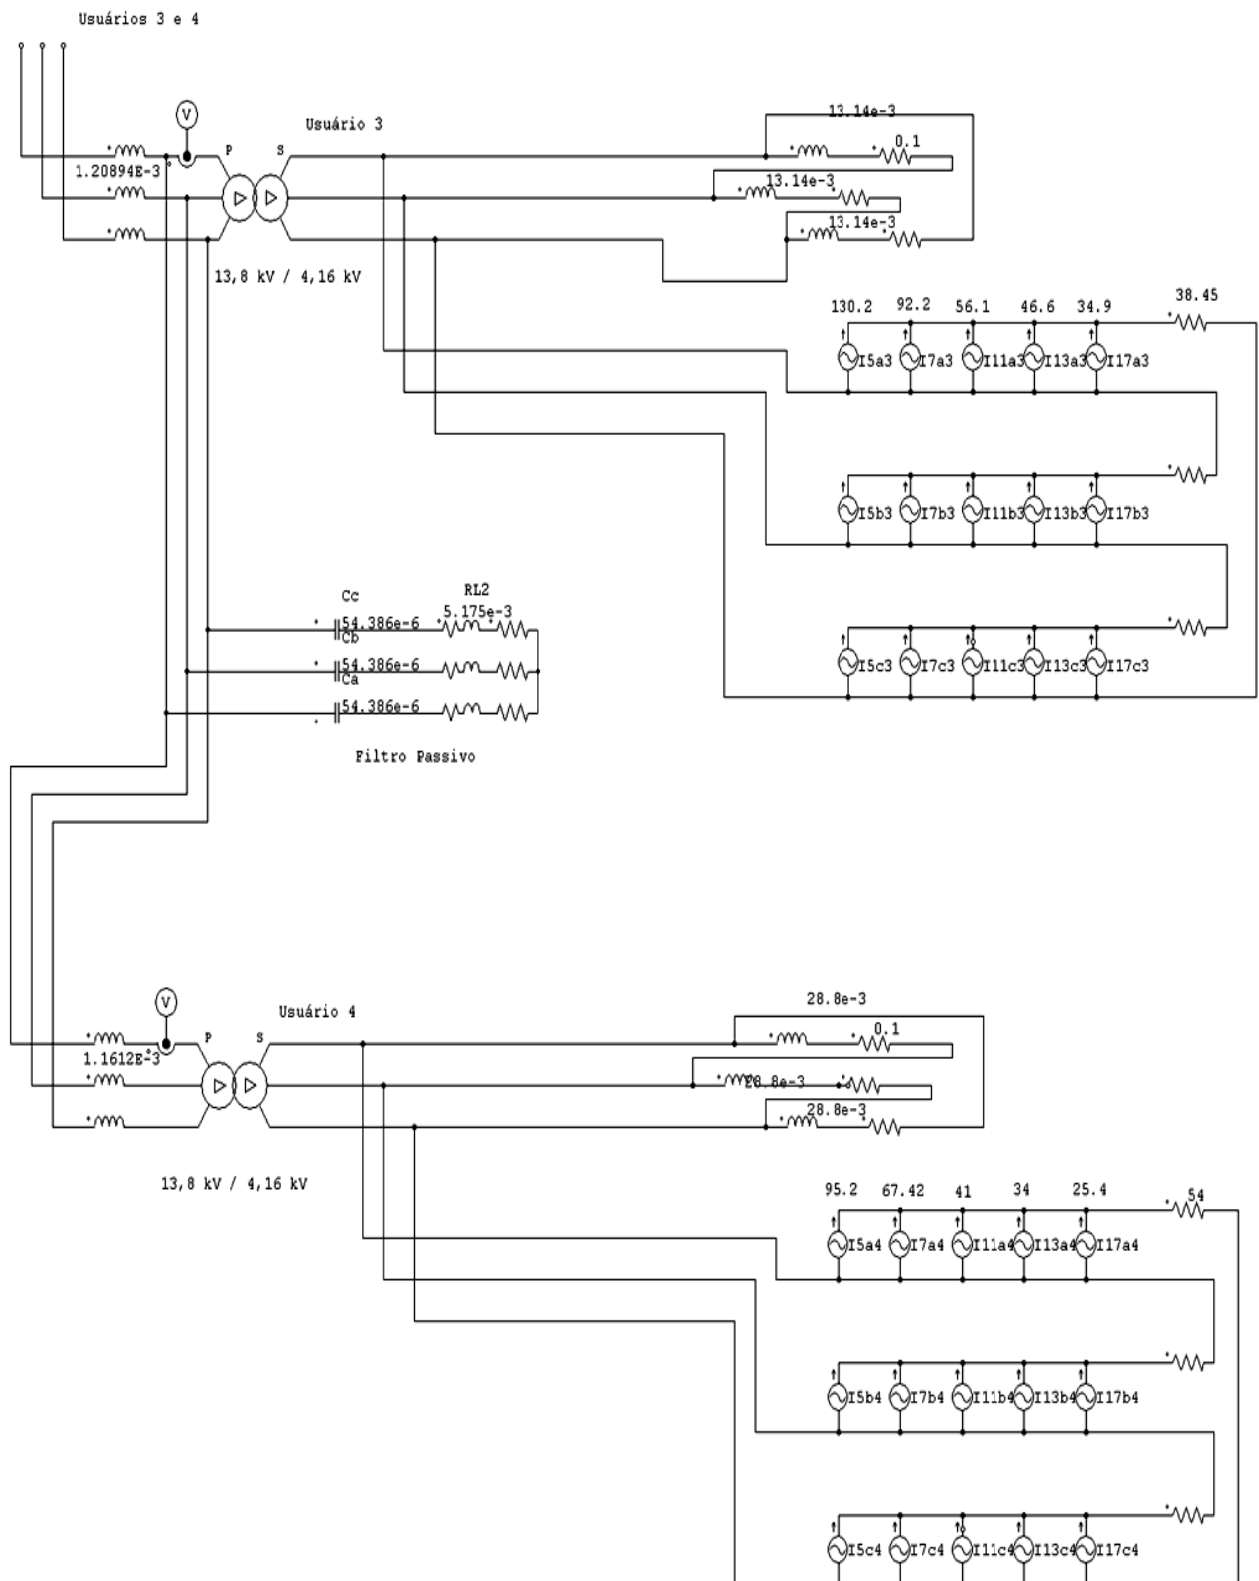 Usuários 3 e 4
V
Usuário 3
P
S
1.20894E-3
13,8 kV / 4,16 kV
13.14e-3
0.1
13.14e-3
13.14e-3
130.2
92.2
56.1
46.6
34.9
38.45
I5a3
I7a3
I11a3
I13a3
I17a3
I5b3
I7b3
I11b3
I13b3
I17b3
I5c3
I7c3
I11c3
I13c3
I17c3
Cc
RL2
54.386e-6
5.175e-3
Cb
54.386e-6
Ca
54.386e-6
Filtro Passivo
V
Usuário 4
P
S
1.1612E-3
13,8 kV / 4,16 kV
28.8e-3
0.1
28.8e-3
28.8e-3
95.2
67.42
41
34
25.4
54
I5a4
I7a4
I11a4
I13a4
I17a4
I5b4
I7b4
I11b4
I13b4
I17b4
I5c4
I7c4
I11c4
I13c4
I17c4